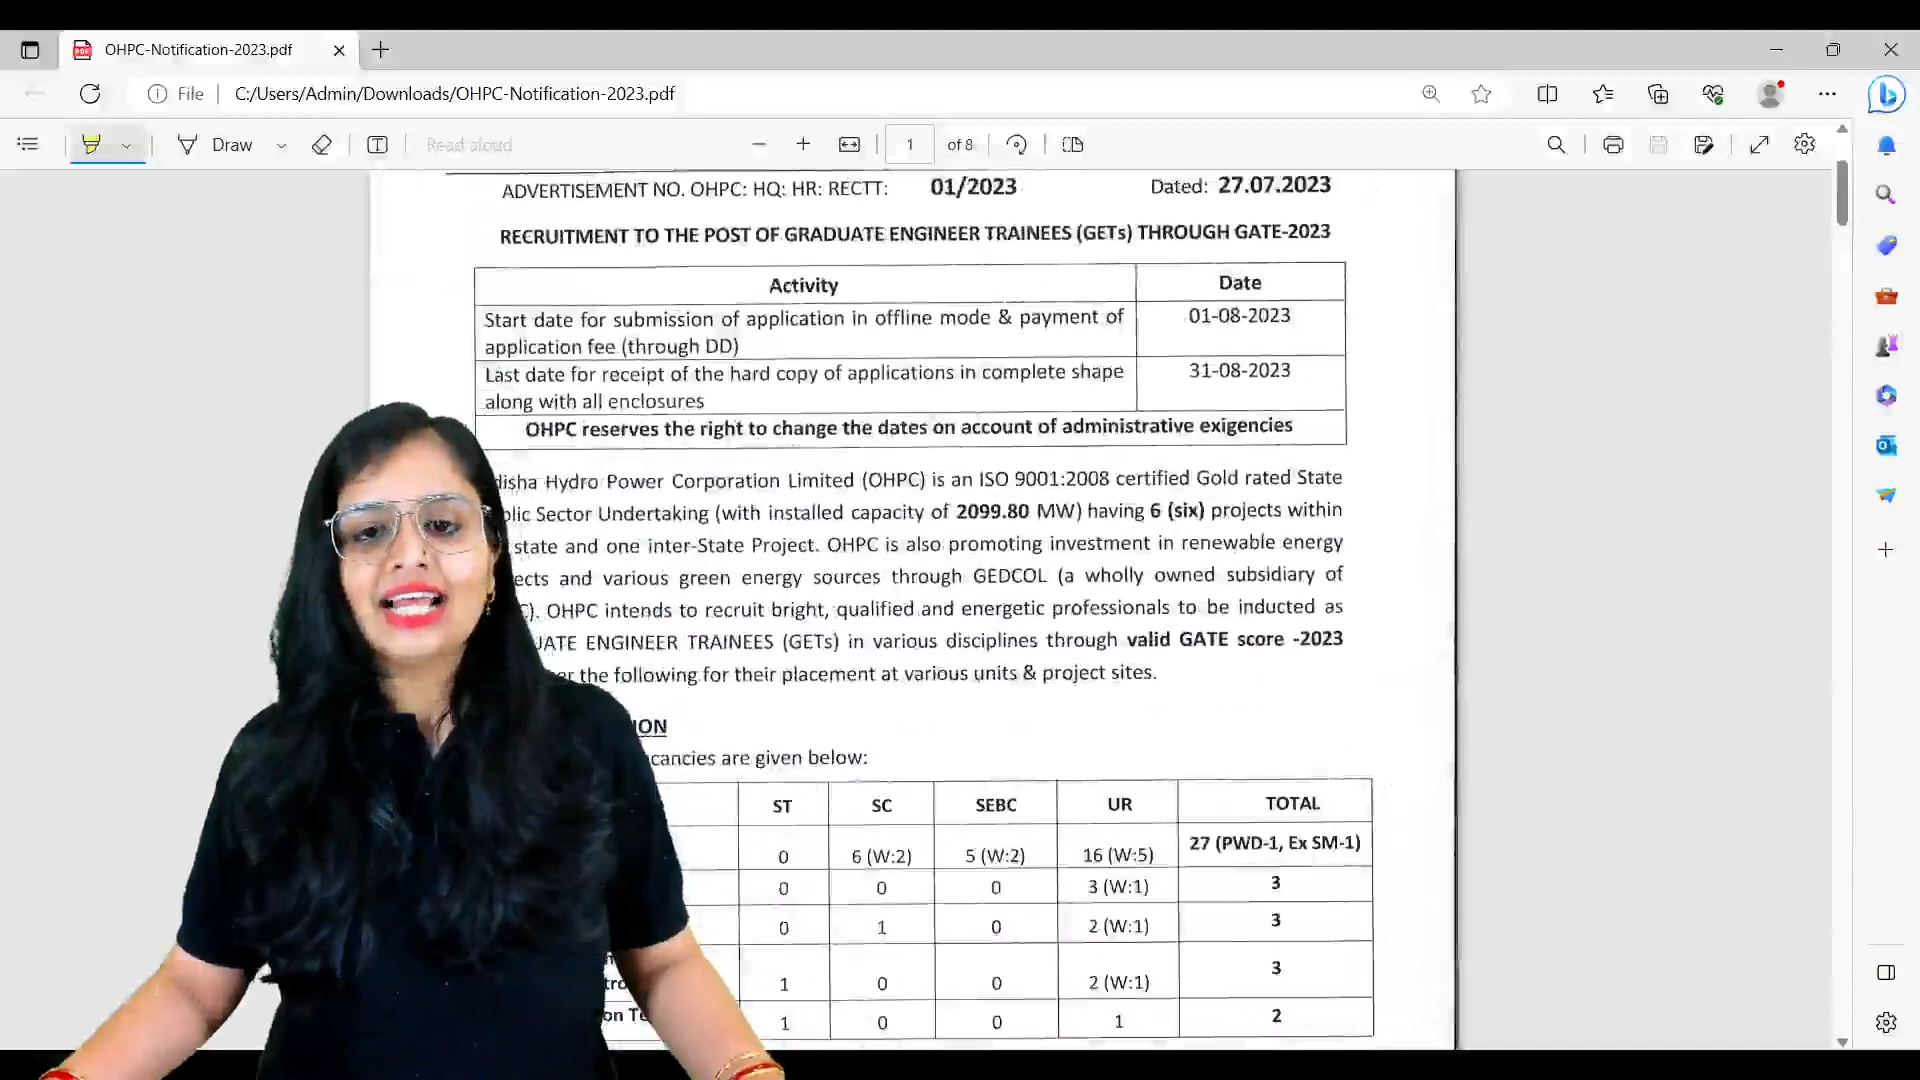 OHPC-Notification-2023.pdf
File C:/Users/Admin/Downloads/OHPC-Notification-2023.pdf
Draw Read aloud 1 of 8
ADVERTISEMENT NO. OHPC: HQ: HR: RECTT: 01/2023 Dated: 27.07.2023
RECRUITMENT TO THE POST OF GRADUATE ENGINEER TRAINEES (GETs) THROUGH GATE-2023
Activity Date
Start date for submission of application in offline mode & payment of 01-08-2023
application fee (through DD)
Last date for receipt of the hard copy of applications in complete shape 31-08-2023
along with all enclosures
OHPC reserves the right to change the dates on account of administrative exigencies
disha Hydro Power Corporation Limited (OHPC) is an ISO 9001:2008 certified Gold rated State
blic Sector Undertaking (with installed capacity of 2099.80 MW) having 6 (six) projects within
state and one inter-State Project. OHPC is also promoting investment in renewable energy
ects and various green energy sources through GEDCOL (a wholly owned subsidiary of
C). OHPC intends to recruit bright, qualified and energetic professionals to be inducted as
UATE ENGINEER TRAINEES (GETs) in various disciplines through valid GATE score -2023
er the following for their placement at various units & project sites.
ION
cancies are given below:
ST SC SEBC UR TOTAL
0 6 (W:2) 5 (W:2) 16 (W:5) 27 (PWD-1, Ex SM-1)
0 0 0 3 (W:1) 3
0 1 0 2 (W:1) 3
tro 1 0 0 2 (W:1) 3
on Te 1 0 0 1 2